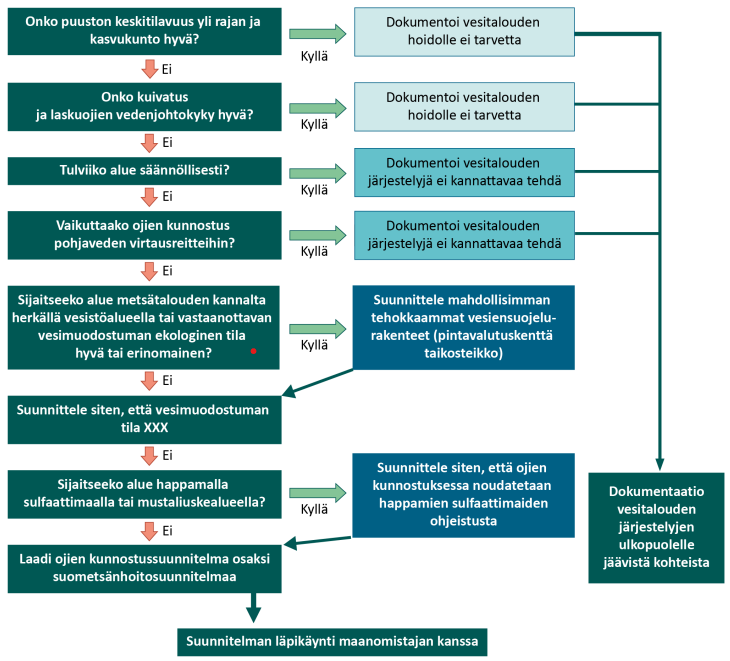 Onko puuston keskitilavuus yli rajan ja
kasvukunto hyvä?
Kyllä
Dokumentoi vesitalouden
hoidolle ei tarvetta
Ei
Onko kuivatus
ja laskuojien vedenjohtokyky hyvä?
Kyllä
Dokumentoi vesitalouden
hoidolle ei tarvetta
Ei
Tulviiko alue säännöllisesti?
Kyllä
Dokumentoi vesitalouden
järjestelyjä ei kannattavaa tehdä
Ei
Vaikuttaako ojien kunnostus
pohjaveden virtausreitteihin?
Kyllä
Dokumentoi vesitalouden
järjestelyjä ei kannattavaa tehdä
Ei
Sijaitseeko alue metsätalouden kannalta
herkällä vesistöalueella tai vastaanottavan
vesimuodostuman ekologinen tila
hyvä tai erinomainen?
Kyllä
Suunnittele mahdollisimman
tehokkaammat vesiensuojelu-
rakenteet (pintavalutuskenttä
taikosteikko)
Ei
Suunnittele siten, että vesimuodostuman
tila XXX
Ei
Sijaitseeko alue happamalla
sulfaattimaalla tai mustaliuskealueella?
Kyllä
Suunnittele siten, että ojien
kunnostuksessa noudatetaan
happamien sulfaattimaiden
ohjeistusta
Ei
Laadi ojien kunnostussuunnitelma osaksi
suometsänhoitosuunnitelmaa
Dokumentaatio
vesitalouden
järjestelyjen
ulkopuolelle
jäävistä kohteista
Suunnitelman läpikäynti maanomistajan kanssa